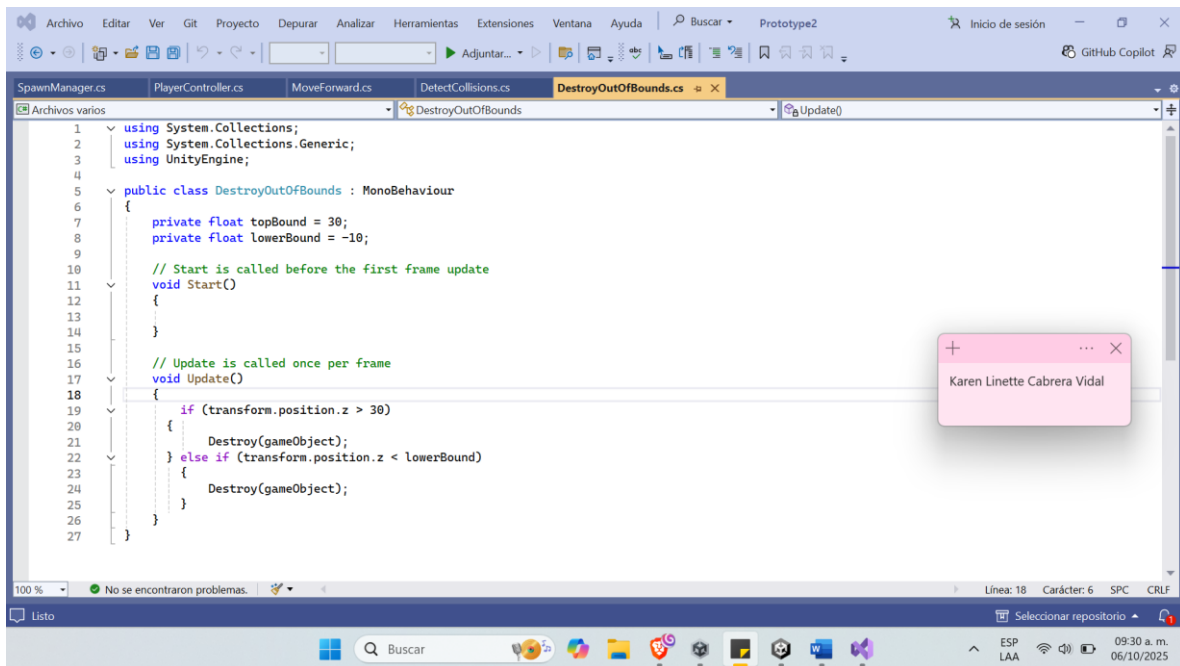 Archivo Editar Ver Git Proyecto Depurar Analizar Herramientas Extensiones Ventana Ayuda Buscar Prototype2 Inicio de sesión
Adjuntar... GitHub Copilot
SpawnManager.cs PlayerController.cs MoveForward.cs DetectCollisions.cs DestroyOutOfBounds.cs
Archivos varios DestroyOutOfBounds Update()
1 using System.Collections;
2 using System.Collections.Generic;
3 using UnityEngine;
4
5 public class DestroyOutOfBounds : MonoBehaviour
6 {
7 private float topBound = 30;
8 private float lowerBound = -10;
9
10 // Start is called before the first frame update
11 void Start()
12 {
13
14 }
15
16 // Update is called once per frame
17 void Update()
18 {
19 if (transform.position.z > 30)
20 {
21 Destroy(gameObject);
22 } else if (transform.position.z < lowerBound)
23 {
24 Destroy(gameObject);
25 }
26 }
27 }
Karen Linette Cabrera Vidal
100 % No se encontraron problemas. Línea: 18 Carácter: 6 SPC CRLF
Listo Seleccionar repositorio 1
Buscar ESP 09:30 a. m.
LAA 06/10/2025